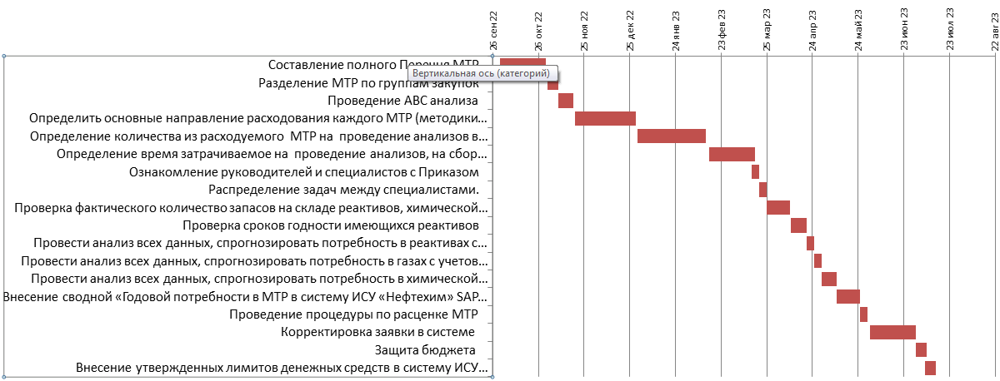 26 сен 22
26 окт 22
25 ноя 22
25 дек 22
24 янв 23
23 фев 23
25 мар 23
24 апр 23
24 май 23
23 июн 23
23 июл 23
22 авг 23
Составление полного Перечня МТР
Вертикальная ось (категорий)
Разделение МТР по группам закупок
Проведение АВС анализа
Определить основные направление расходования каждого МТР (методики...
Определение количества из расходуемого МТР на проведение анализов в...
Определение время затрачиваемое на проведение анализов, на сбор...
Ознакомление руководителей и специалистов с Приказом
Распределение задач между специалистами.
Проверка фактического количество запасов на складе реактивов, химической...
Проверка сроков годности имеющихся реактивов
Провести анализ всех данных, спрогнозировать потребность в реактивах с...
Провести анализ всех данных, спрогнозировать потребность в газах с учетов...
Провести анализ всех данных, спрогнозировать потребность в химической...
Внесение сводной «Годовой потребности в МТР в систему ИСУ «Нефтехим» SAP...
Проведение процедуры по расценке МТР
Корректировка заявки в системе
Защита бюджета
Внесение утвержденных лимитов денежных средств в систему ИСУ...